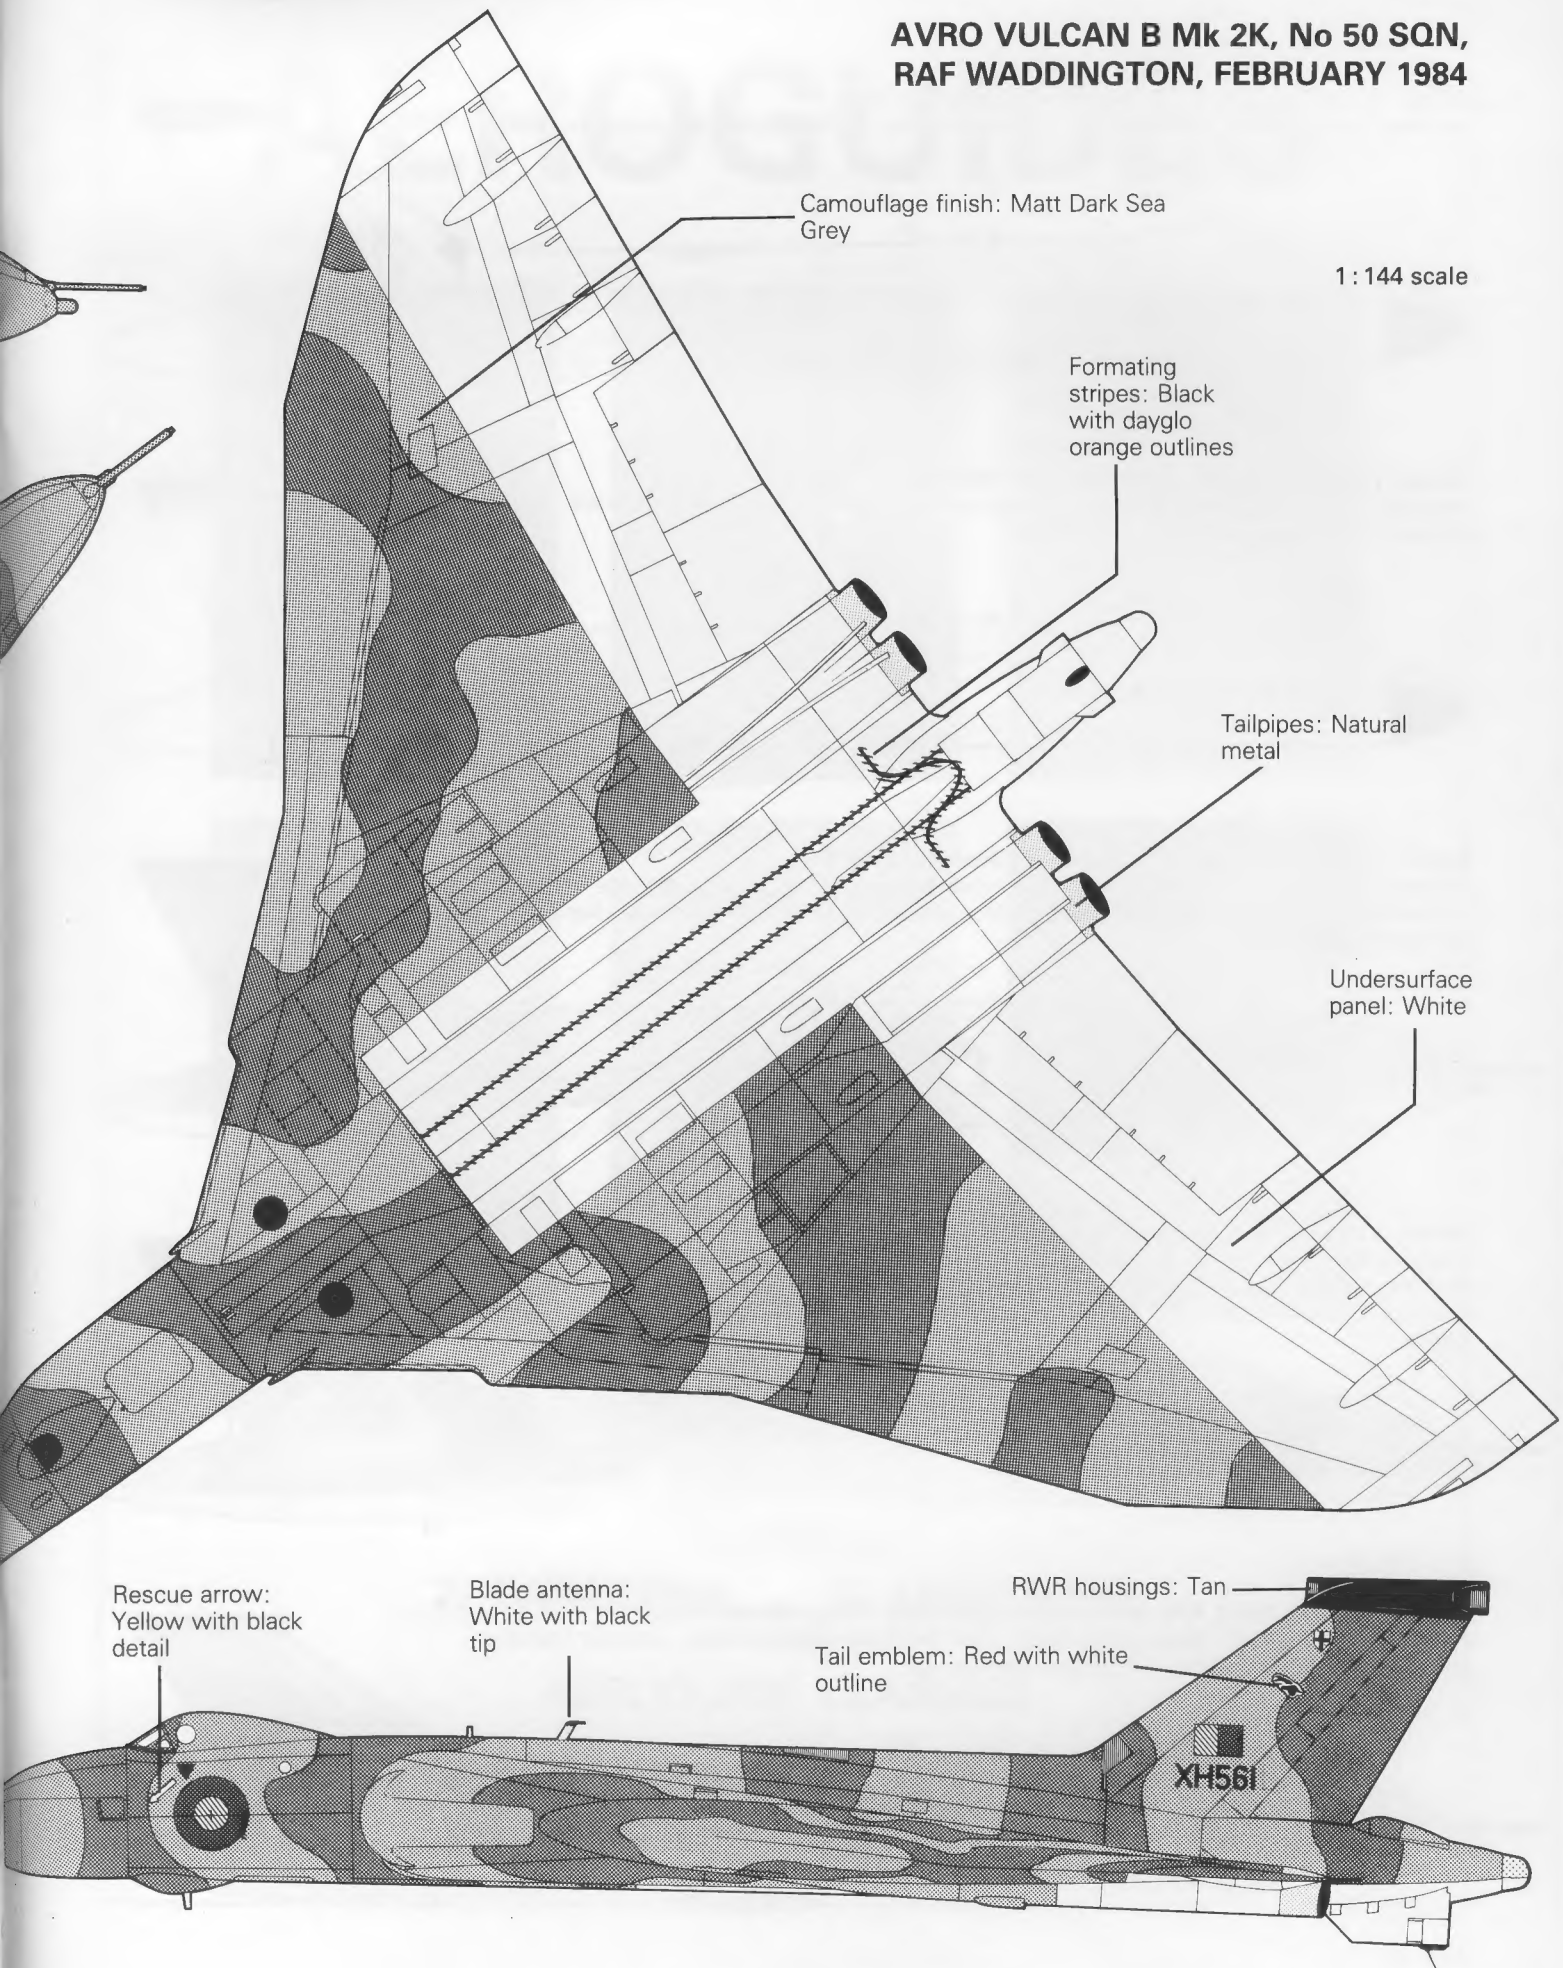 AVRO VULCAN B Mk 2K, No 50 SQN,
RAF WADDINGTON, FEBRUARY 1984
Camouflage finish: Matt Dark Sea
Grey
1:144 scale
Formating
stripes: Black
with dayglo
orange outlines
Tailpipes: Natural
metal
Undersurface
panel: White
Rescue arrow:
Yellow with black
detail
Blade antenna:
White with black
tip
RWR housings: Tan
Tail emblem: Red with white
outline
XH561